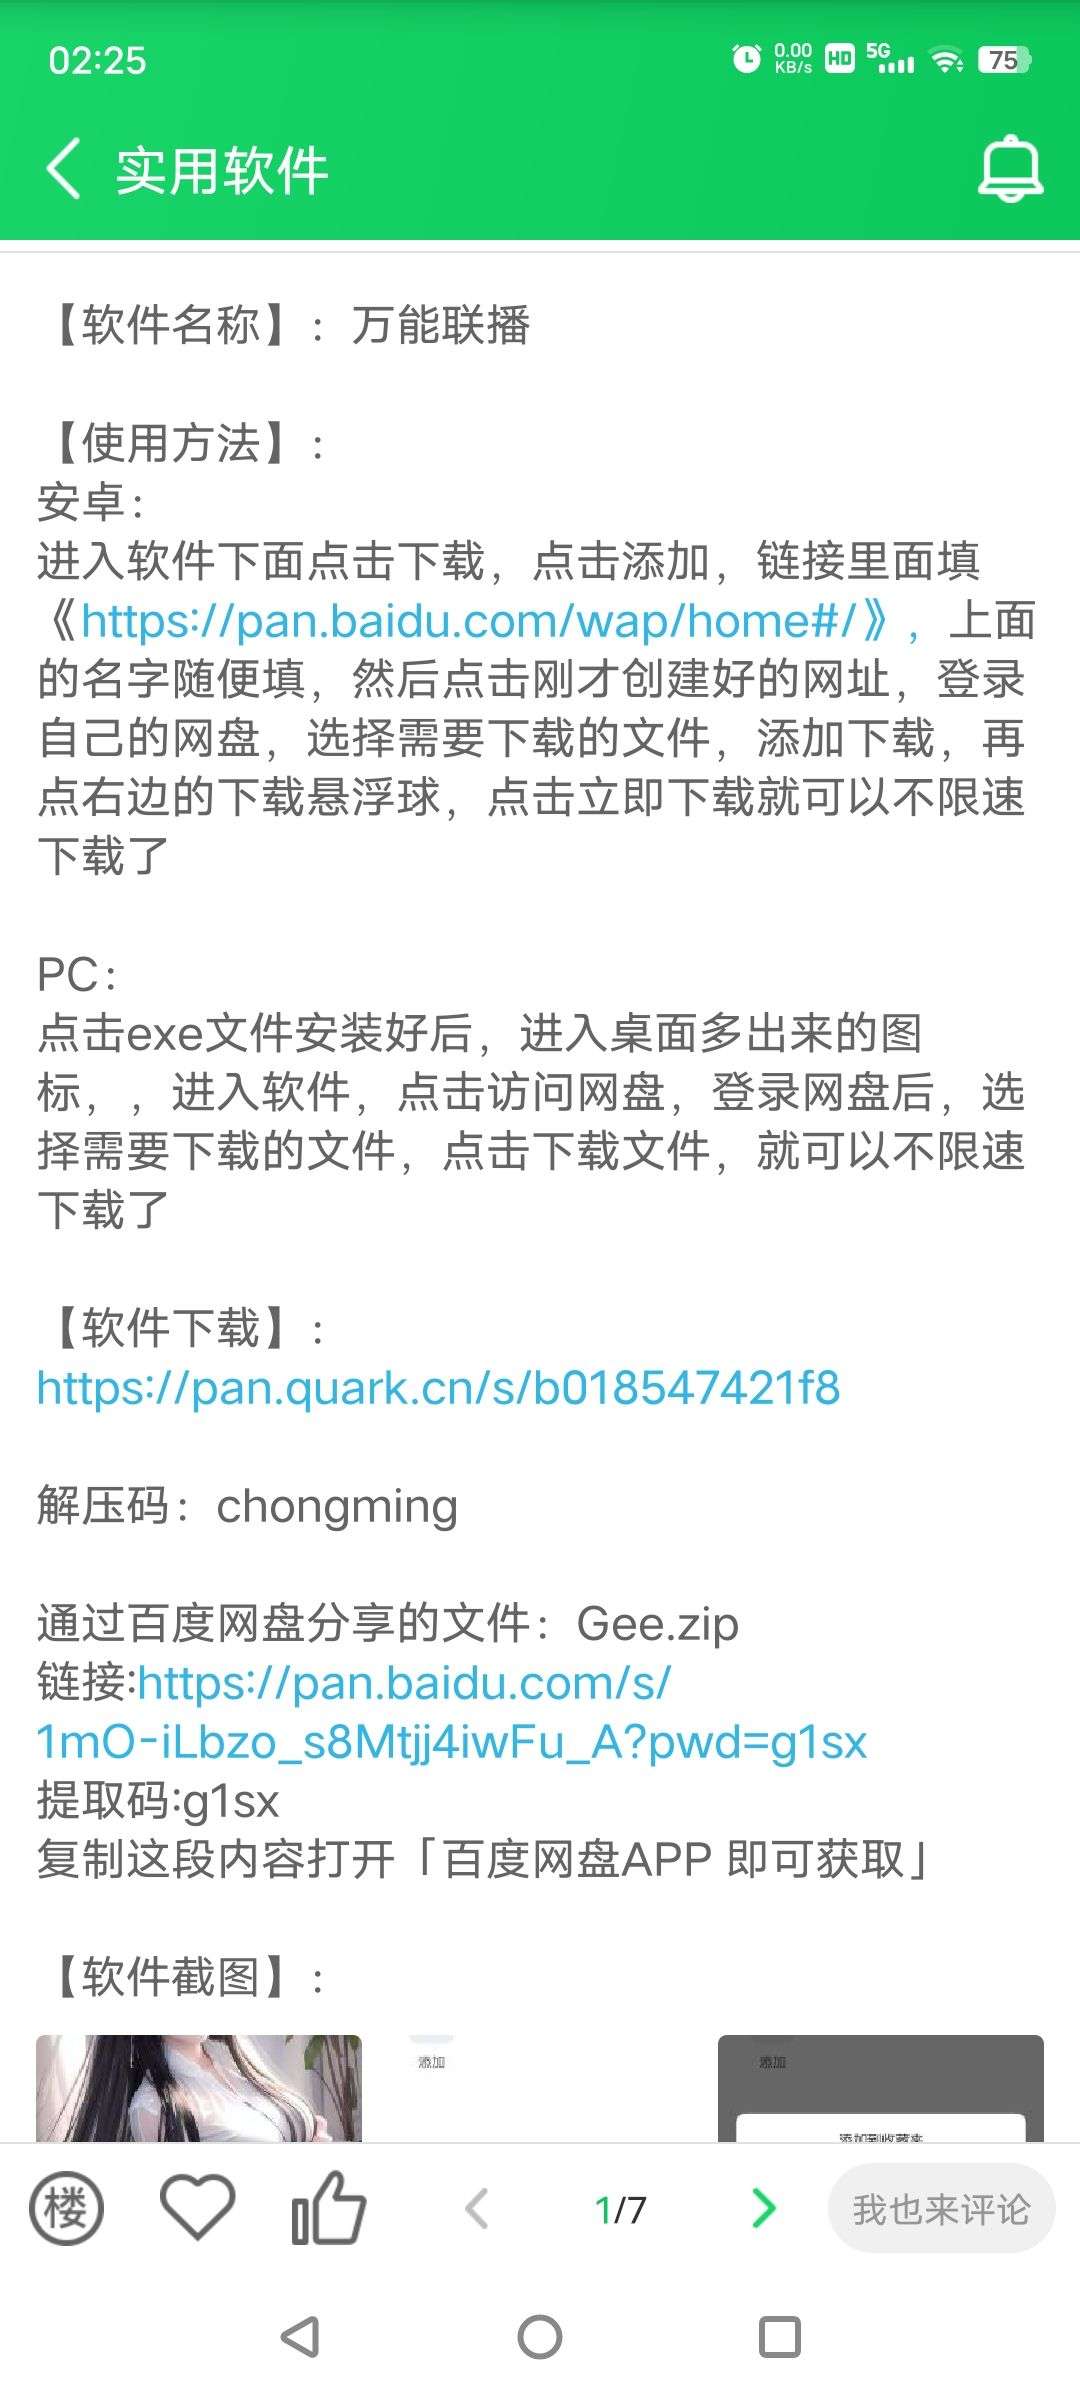 02:25
0.00 KB/s HD 5G 75
实用软件
【软件名称】：万能联播
【使用方法】：
安卓：
进入软件下面点击下载，点击添加，链接里面填
《https://pan.baidu.com/wap/home#/》，上面
的名字随便填，然后点击刚才创建好的网址，登录
自己的网盘，选择需要下载的文件，添加下载，再
点右边的下载悬浮球，点击立即下载就可以不限速
下载了
PC：
点击exe文件安装好后，进入桌面多出来的图
标，，进入软件，点击访问网盘，登录网盘后，选
择需要下载的文件，点击下载文件，就可以不限速
下载了
【软件下载】：
https://pan.quark.cn/s/b018547421f8
解压码：chongming
通过百度网盘分享的文件：Gee.zip
链接:https://pan.baidu.com/s/
1mO-iLbzo_s8Mtjj4iwFu_A?pwd=g1sx
提取码:g1sx
复制这段内容打开「百度网盘APP 即可获取」
【软件截图】：
添加
添加
添加到收藏夹
楼
1/7
我也来评论